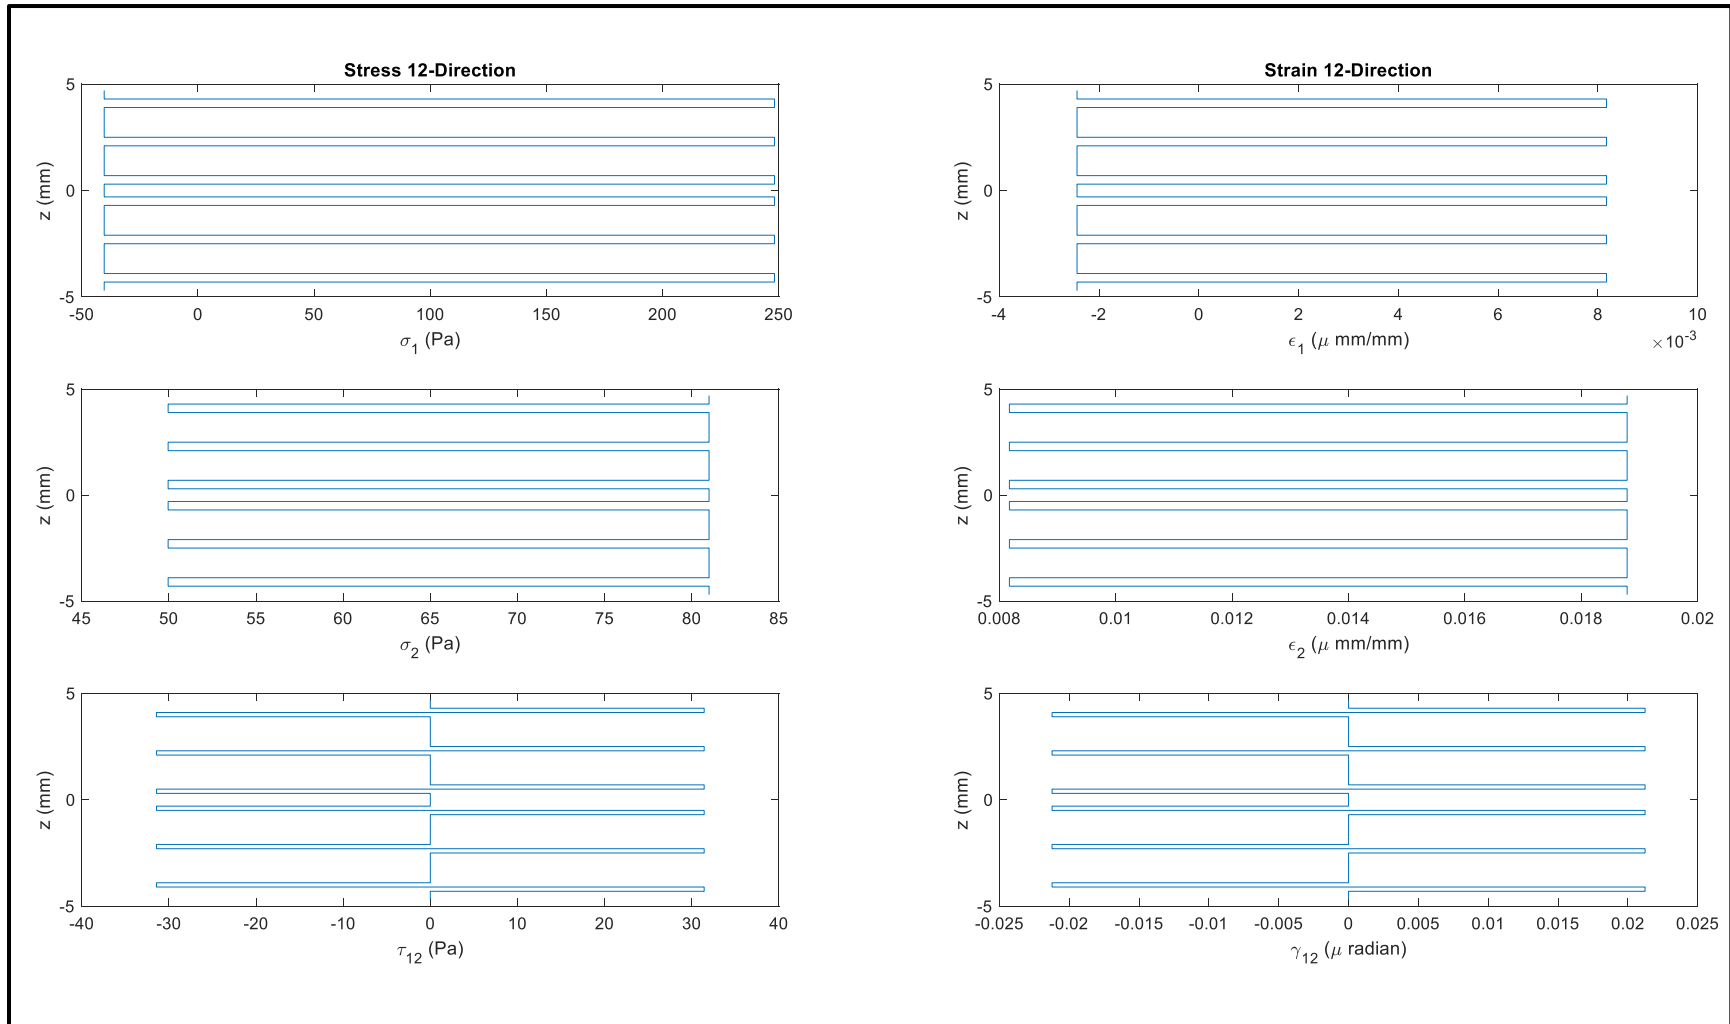 Stress 12-Direction
5
0
-5
z (mm)
-50 0 50 100 150 200 250
σ1 (Pa)
Strain 12-Direction
5
0
-5
z (mm)
-4 -2 0 2 4 6 8 10
×10-3
ϵ1 (μ mm/mm)
5
0
-5
z (mm)
45 50 55 60 65 70 75 80 85
σ2 (Pa)
5
0
-5
z (mm)
0.008 0.01 0.012 0.014 0.016 0.018 0.02
ϵ2 (μ mm/mm)
5
0
-5
z (mm)
-40 -30 -20 -10 0 10 20 30 40
τ12 (Pa)
5
0
-5
z (mm)
-0.025 -0.02 -0.015 -0.01 -0.005 0 0.005 0.01 0.015 0.02 0.025
γ12 (μ radian)